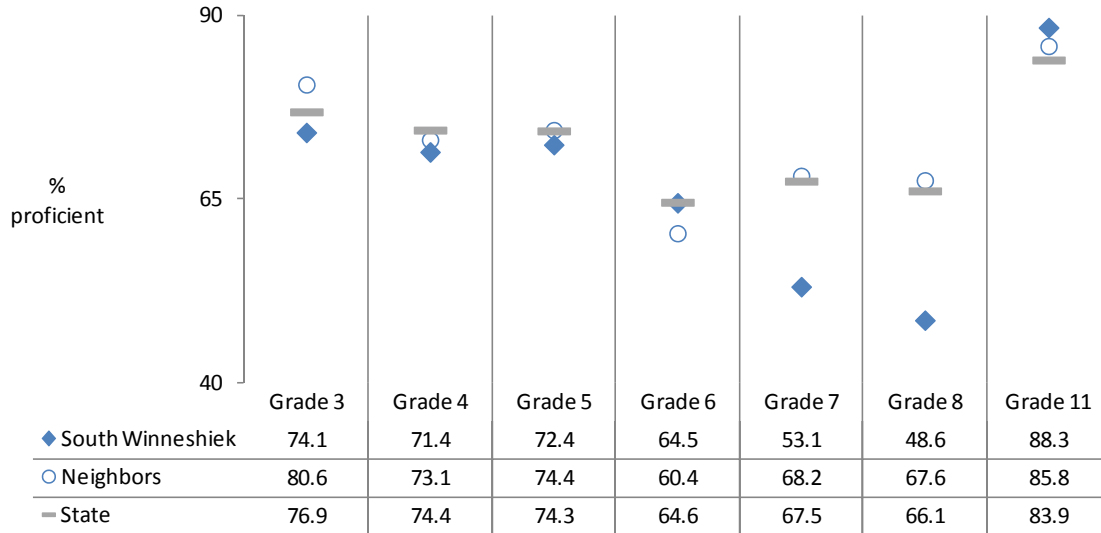 90
%
proficient
65
40
Grade 3 Grade 4 Grade 5 Grade 6 Grade 7 Grade 8 Grade 11
South Winneshiek 74.1 71.4 72.4 64.5 53.1 48.6 88.3
Neighbors 80.6 73.1 74.4 60.4 68.2 67.6 85.8
State 76.9 74.4 74.3 64.6 67.5 66.1 83.9